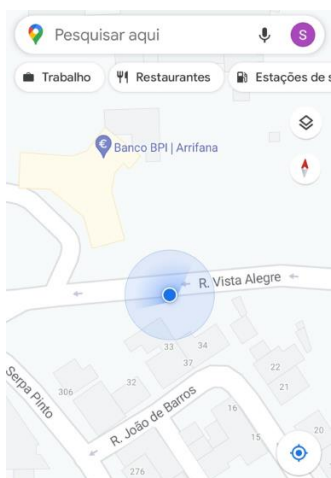 Pesquisar aqui
S
Trabalho
Restaurantes
Estações de s
Banco BPI | Arrifana
R. Vista Alegre
33
34
37
32
306
22
21
Serpa Pinto
R. João de Barros
16
15
20
276